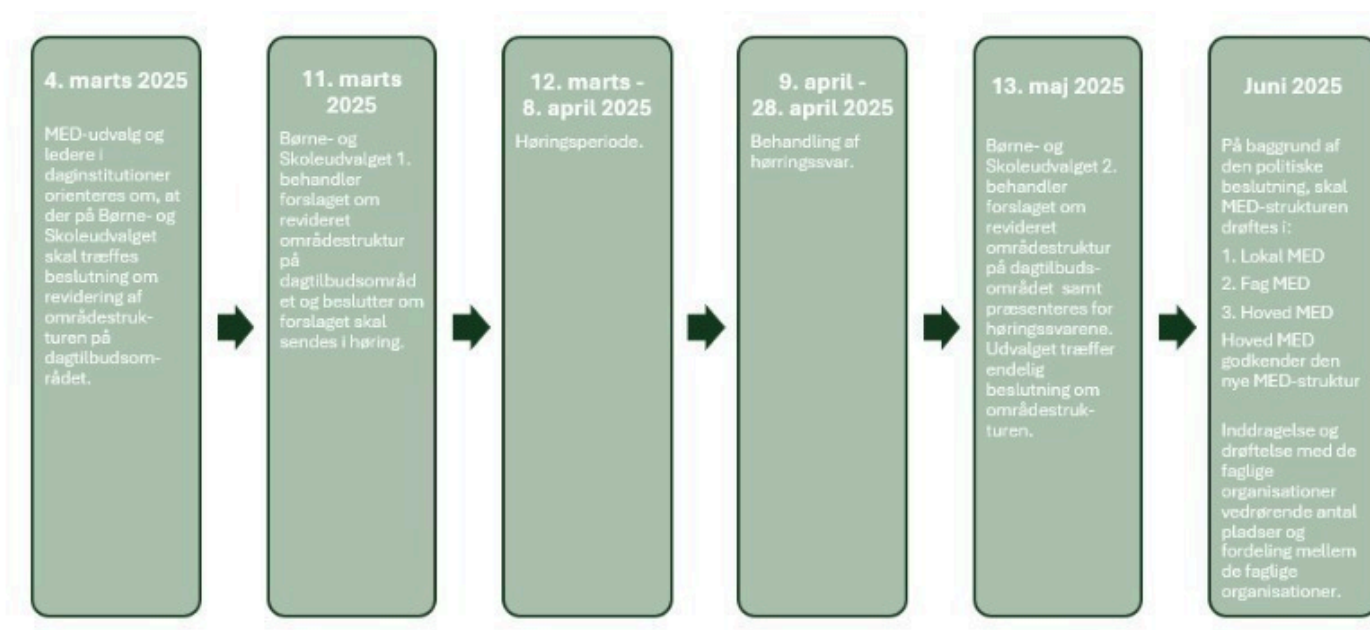 4. marts 2025
MED-udvalg og
ledere i
daginstitutioner
orienteres om, at
der på Børne- og
Skoleudvalget
skal træffes
beslutning om
revidering af
områdestruk-
turen på
dagtilbudsom-
rådet.
11. marts
2025
Børne- og
Skoleudvalget 1.
behandler
forslaget om
revideret
områdestruktur
på
dagtilbudsområd
et og beslutter om
forslaget skal
sendes i høring.
12. marts -
8. april 2025
Høringsperiode.
9. april -
28. april 2025
Behandling af
hørringssvar.
13. maj 2025
Børne- og
Skoleudvalget 2.
behandler
forslaget om
revideret
områdestruktur
på dagtilbuds-
området samt
præsenteres for
høringssvarene.
Udvalget træffer
endelig
beslutning om
områdestruk-
turen.
Juni 2025
På baggrund af
den politiske
beslutning, skal
MED-strukturen
drøftes i:
1. Lokal MED
2. Fag MED
3. Hoved MED
Hoved MED
godkender den
nye MED-struktur
Inddragelse og
drøftelse med de
faglige
organisationer
vedrørende antal
pladser og
fordeling mellem
de faglige
organisationer.